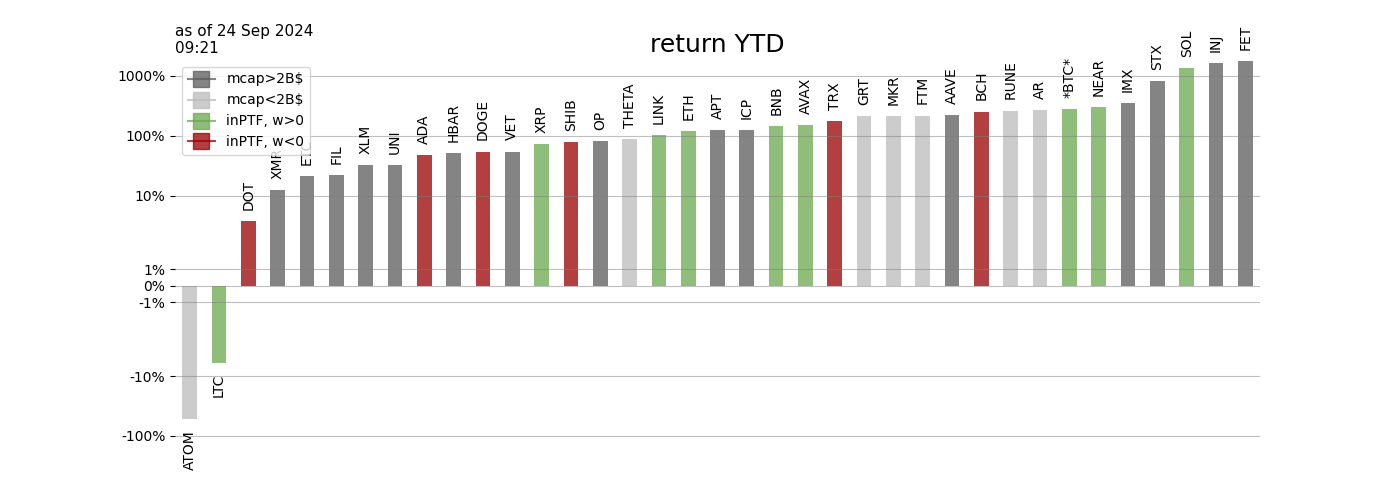 as of 24 Sep 2024
09:21
return YTD
mcap>2B$
mcap<2B$
inPTF, w>0
inPTF, w<0
1000%
100%
10%
1%
0%
-1%
-10%
-100%
ATOM
LTC
DOT
XMR
ETC
FIL
XLM
UNI
ADA
HBAR
DOGE
VET
XRP
SHIB
OP
THETA
LINK
ETH
APT
ICP
BNB
AVAX
TRX
GRT
MKR
FTM
AAVE
BCH
RUNE
AR
*BTC*
NEAR
IMX
STX
SOL
INJ
FET